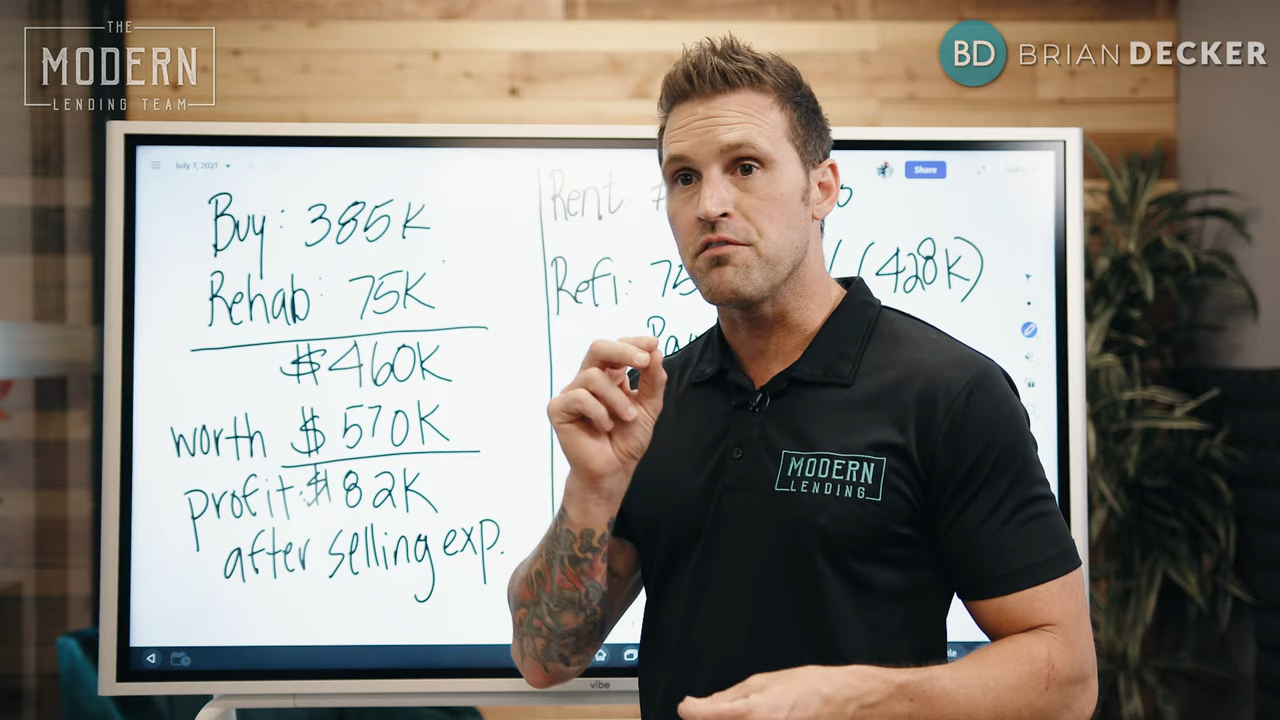 THE
MODERN
LENDING TEAM
BD BRIAN DECKER
July 7, 2021
Share
Buy: 385K
Rehab: 75K
$460K
worth $570K
profit: $82K
after selling exp.
Rent
Refi: 75
(428K)
MODERN
LENDING
vibe